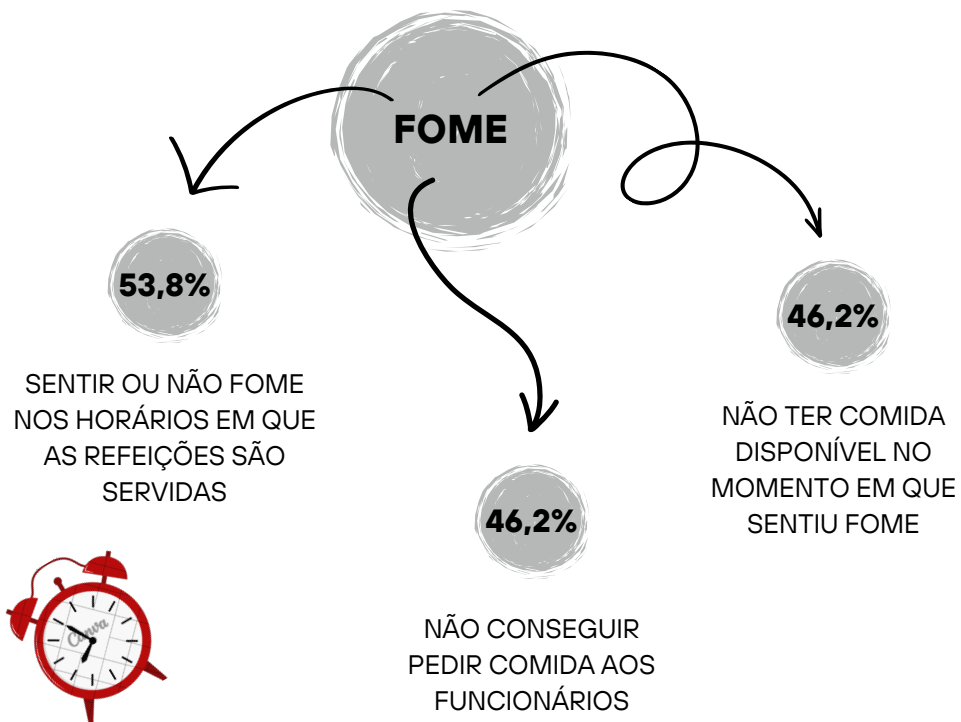 FOME
53,8%
SENTIR OU NÃO FOME
NOS HORÁRIOS EM QUE
AS REFEIÇÕES SÃO
SERVIDAS
46,2%
NÃO CONSEGUIR
PEDIR COMIDA AOS
FUNCIONÁRIOS
46,2%
NÃO TER COMIDA
DISPONÍVEL NO
MOMENTO EM QUE
SENTIU FOME
Canva